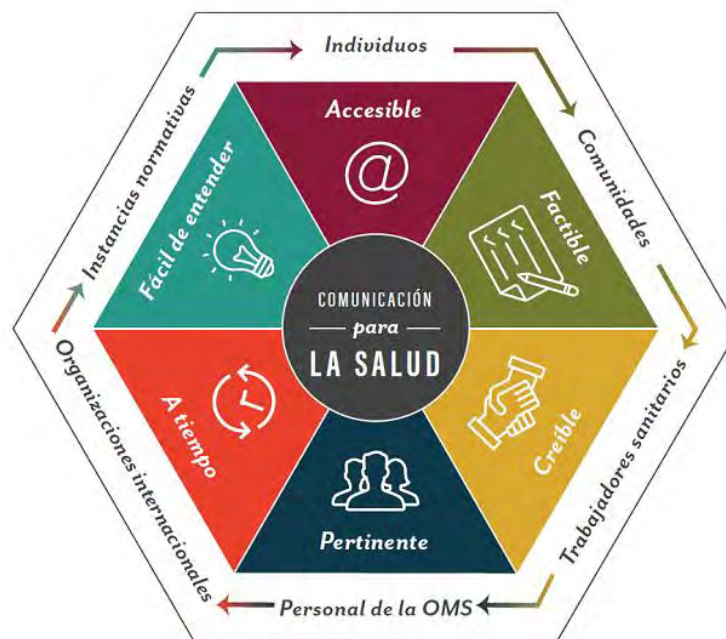 Individuos
Comunidades
Trabajadores sanitarios
Personal de la OMS
Organizaciones internacionales
Instancias normativas
Accesible
@
Factible
Creíble
Pertinente
A tiempo
Fácil de entender
COMUNICACIÓN
para
LA SALUD